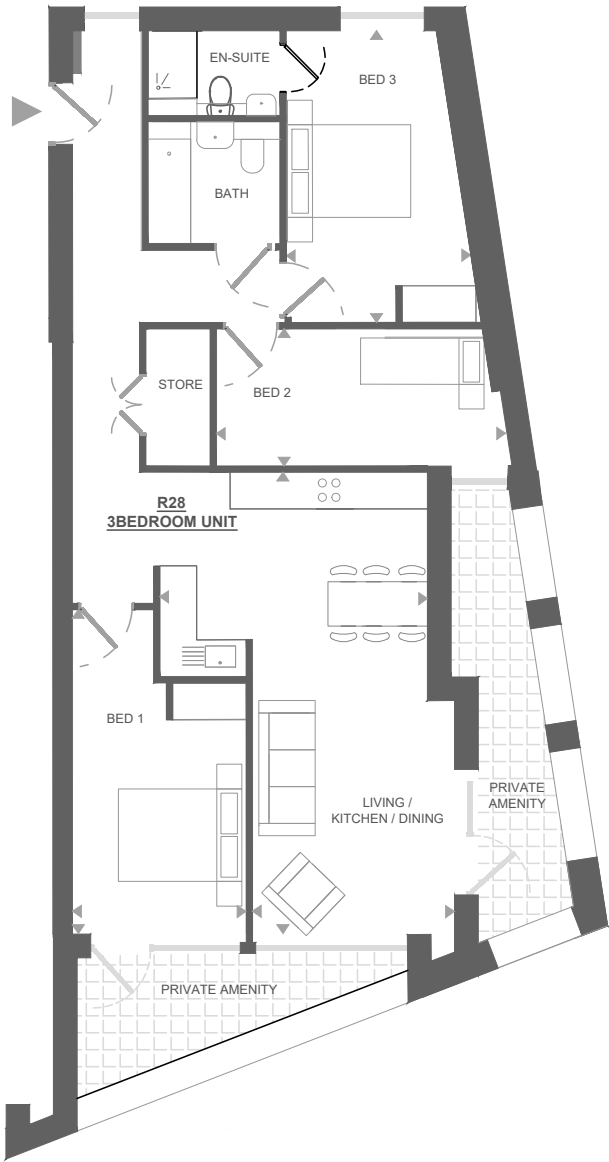 EN-SUITE
BED 3
BATH
STORE
BED 2
R28
3BEDROOM UNIT
BED 1
LIVING /
KITCHEN / DINING
PRIVATE
AMENITY
PRIVATE AMENITY